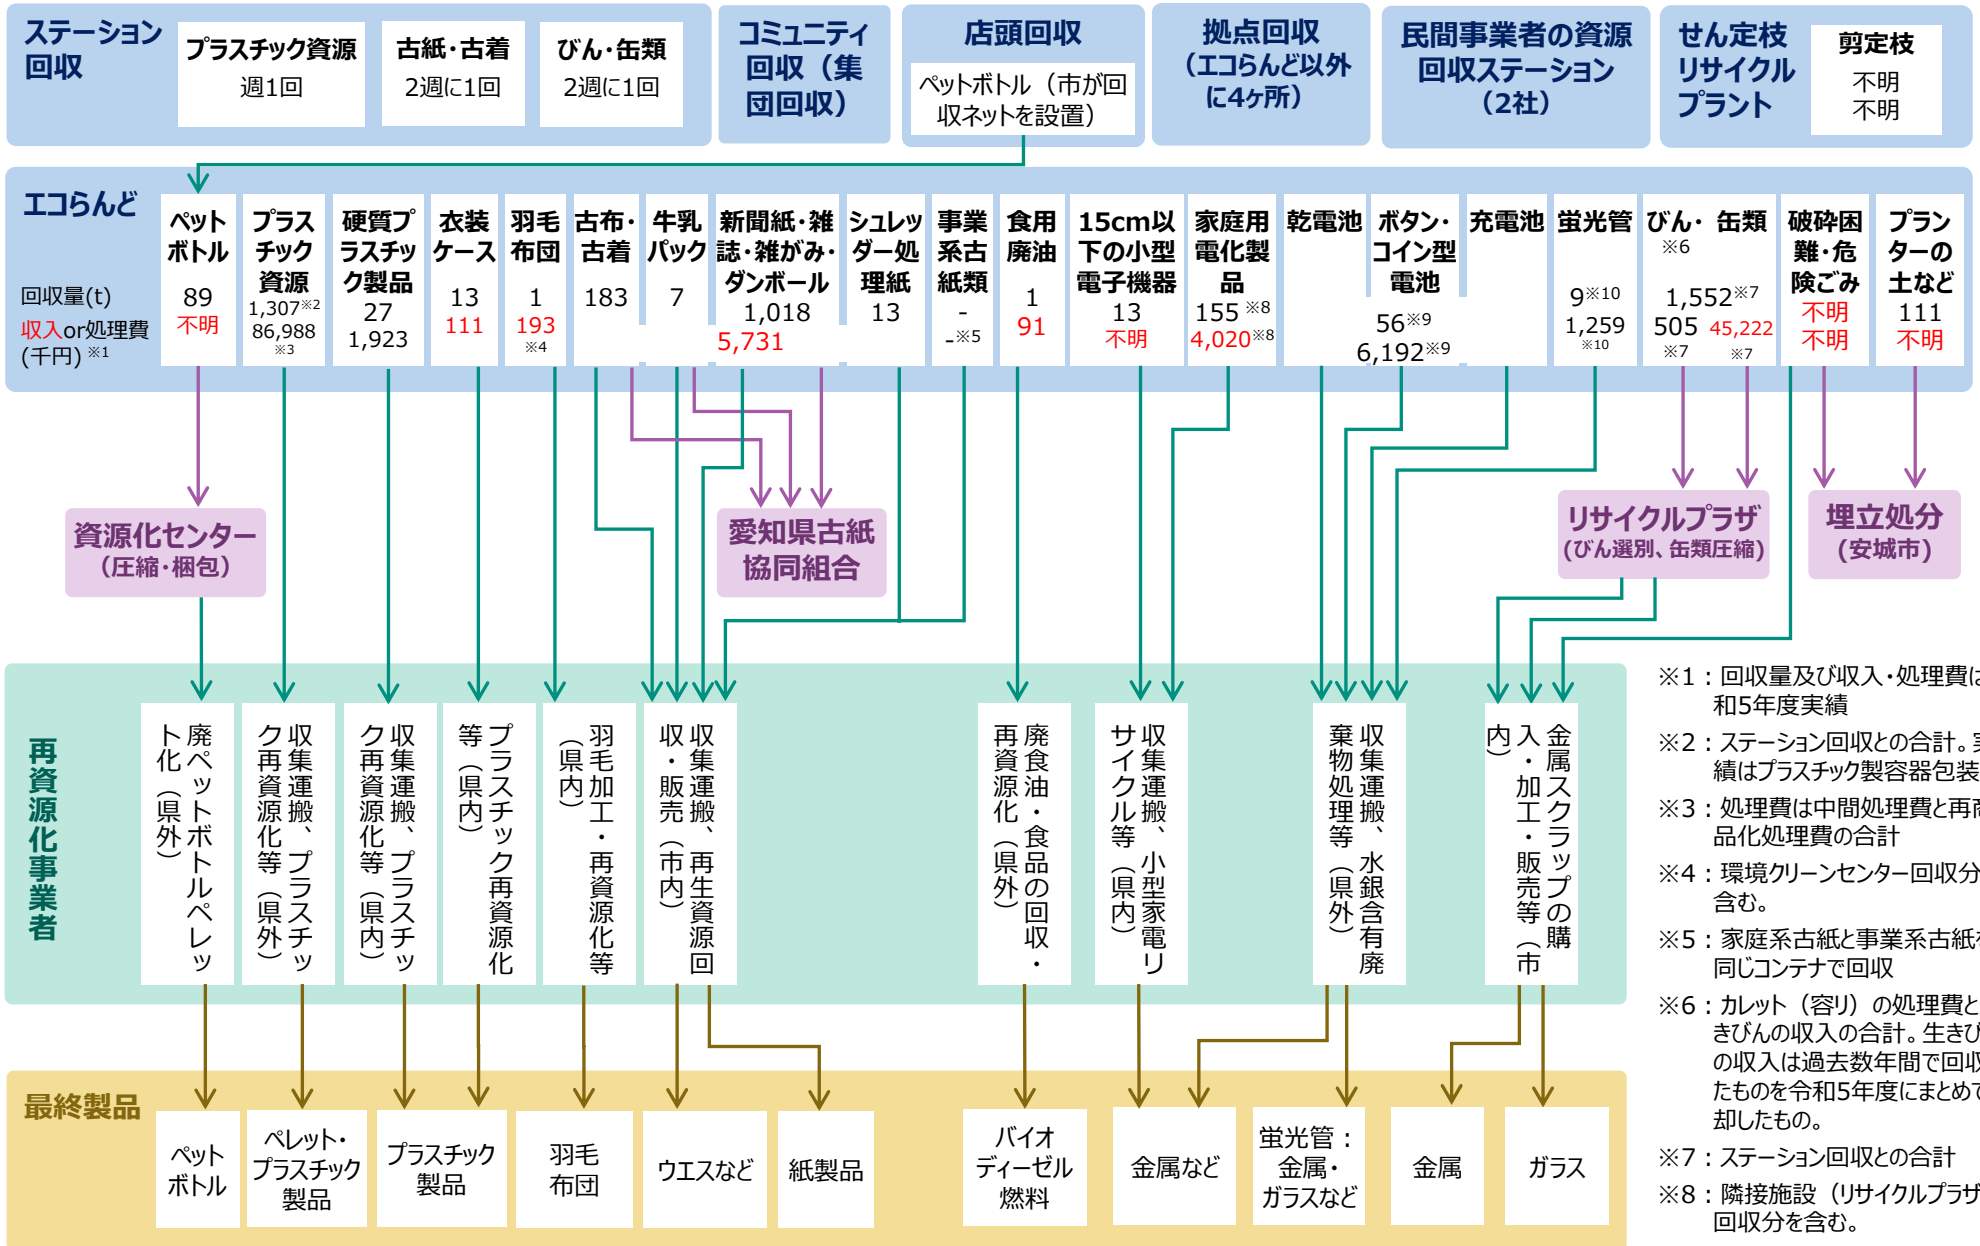 ステーション
回収
プラスチック資源
週1回
古紙・古着
2週に1回
びん・缶類
2週に1回
コミュニティ
回収（集
団回収）
店頭回収
ペットボトル（市が回
収ネットを設置）
拠点回収
（エコらんど以外
に4ヶ所）
民間事業者の資源
回収ステーション
（2社）
せん定枝
リサイクル
プラント
剪定枝
不明
不明
エコらんど
回収量(t)
収入or処理費
(千円) ※1
ペット
ボトル
89
不明
プラス
チック
資源
1,307※2
86,988
※3
硬質プ
ラスチッ
ク製品
27
1,923
衣装
ケース
13
111
羽毛
布団
1
193
※4
古布・
古着
183
牛乳
パック
7
新聞紙・雑
誌・雑がみ・
ダンボール
1,018
5,731
シュレッ
ダー処
理紙
13
事業
系古
紙類
-
-※5
食用
廃油
1
91
15cm以
下の小型
電子機器
13
不明
家庭用
電化製
品
155 ※8
4,020※8
乾電池
ボタン・
コイン型
電池
56※9
6,192※9
充電池
蛍光管
9※10
1,259
※10
びん・ 缶類
※6
1,552※7
505 45,222
※7 ※7
破砕困
難・危
険ごみ
不明
不明
プラン
ターの
土など
111
不明
資源化センター
（圧縮・梱包）
愛知県古紙
協同組合
リサイクルプラザ
(びん選別、缶類圧縮)
埋立処分
(安城市)
再資源化事業者
廃ペットボトルペレッ
ト化（県外）
収集運搬、プラスチッ
ク再資源化等（県外）
収集運搬、プラスチッ
ク再資源化等（県内）
プラスチック再資源化
等（県内）
羽毛加工・再資源化等
（県内）
収集運搬、再生資源回
収・販売（市内）
廃食油・食品の回収・
再資源化（県外）
収集運搬、小型家電リ
サイクル等（県内）
収集運搬、水銀含有廃
棄物処理等（県外）
金属スクラップの購
入・加工・販売等（市
内）
最終製品
ペット
ボトル
ペレット・
プラスチック
製品
プラスチック
製品
羽毛
布団
ウエスなど
紙製品
バイオ
ディーゼル
燃料
金属など
蛍光管：
金属・
ガラスなど
金属
ガラス
※1：回収量及び収入・処理費は
和5年度実績
※2：ステーション回収との合計。実
績はプラスチック製容器包装
※3：処理費は中間処理費と再商
品化処理費の合計
※4：環境クリーンセンター回収分
含む。
※5：家庭系古紙と事業系古紙を
同じコンテナで回収
※6：カレット（容リ）の処理費と
きびんの収入の合計。生きび
の収入は過去数年間で回収
たものを令和5年度にまとめて
却したもの。
※7：ステーション回収との合計
※8：隣接施設（リサイクルプラザ
回収分を含む。